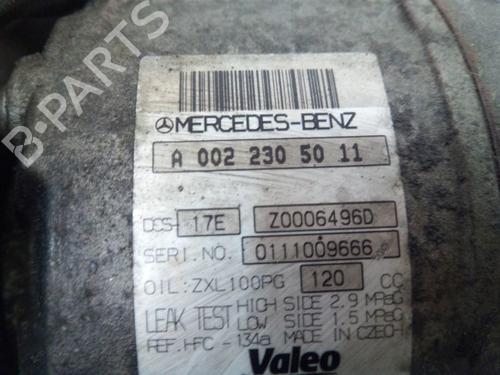 B-PARTS
MERCEDES-BENZ
A 002 230 50 11
DCS- 17E Z0006496D
SERI.NO. 0111009666
OIL:ZXL100PG 120 CC
LEAK TEST HIGH SIDE 2.9 MPaG
LOW SIDE 1.5 MPaG
REF.HFC-134a MADE IN CZECH
Valeo